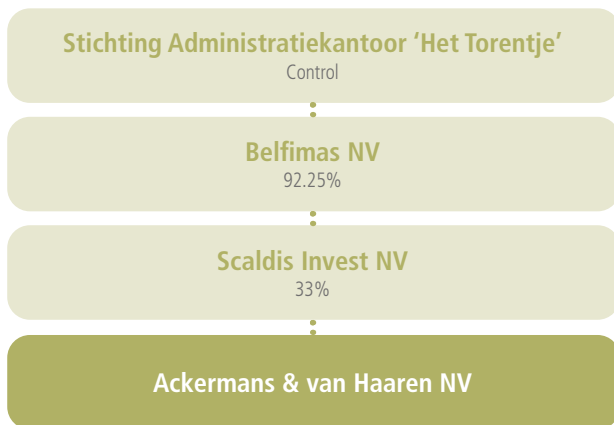 Stichting Administratiekantoor ‘Het Torentje’
Control
Belfimas NV
92.25%
Scaldis Invest NV
33%
Ackermans & van Haaren NV